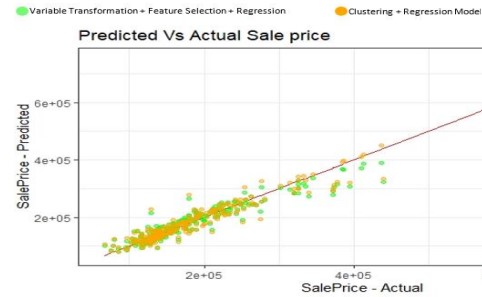 Variable Transformation + Feature Selection + Regression
Clustering + Regression Model
Predicted Vs Actual Sale price
SalePrice - Predicted
6e+05
4e+05
2e+05
2e+05
4e+05
SalePrice - Actual